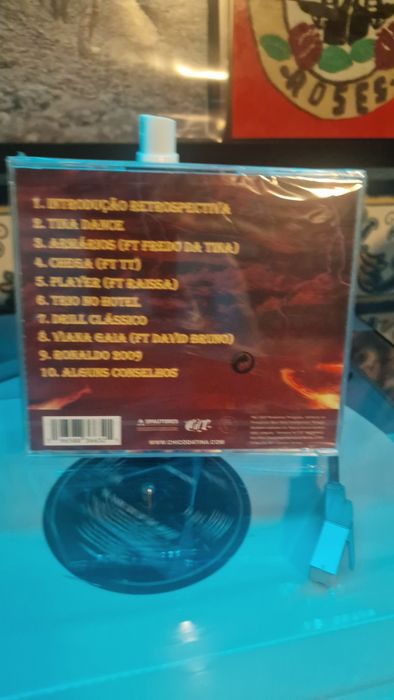 ROSES
1. INTRODUÇÃO RETROSPECTIVA
2. TINA DANCE
3. ARMÁRIOS (FT FREDO DA TINA)
4. CHEGA (FT TT)
5. PLAYER (FT RAISSA)
6. TRIO NO HOTEL
7. DRILL CLÁSSICO
8. VIANA GAIA (FT DAVID BRUNO)
9. RONALDO 2009
10. ALGUNS CONSELHOS
SPAUTORES
WWW.CHICODATINA.COM